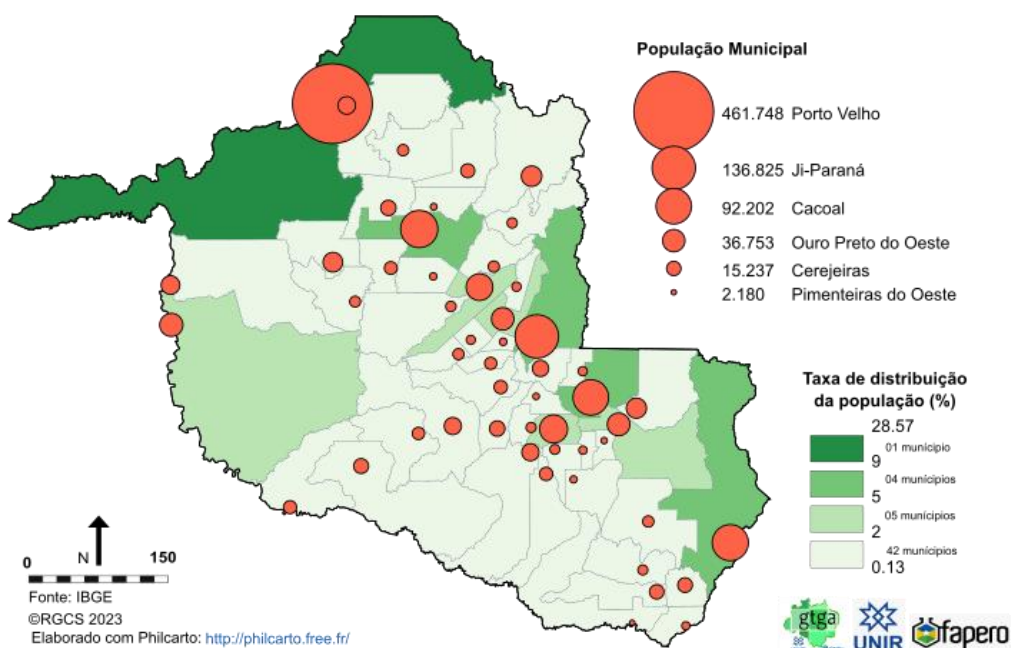 População Municipal
461.748 Porto Velho
136.825 Ji-Paraná
92.202 Cacoal
36.753 Ouro Preto do Oeste
15.237 Cerejeiras
2.180 Pimenteiras do Oeste
Taxa de distribuição
da população (%)
28.57
01 município
9
04 munícipios
5
05 munícipios
2
42 munícipios
0.13
N
0 150
Fonte: IBGE
©RGCS 2023
Elaborado com Philcarto: http://philcarto.free.fr/
gtga
UNIR
fapero